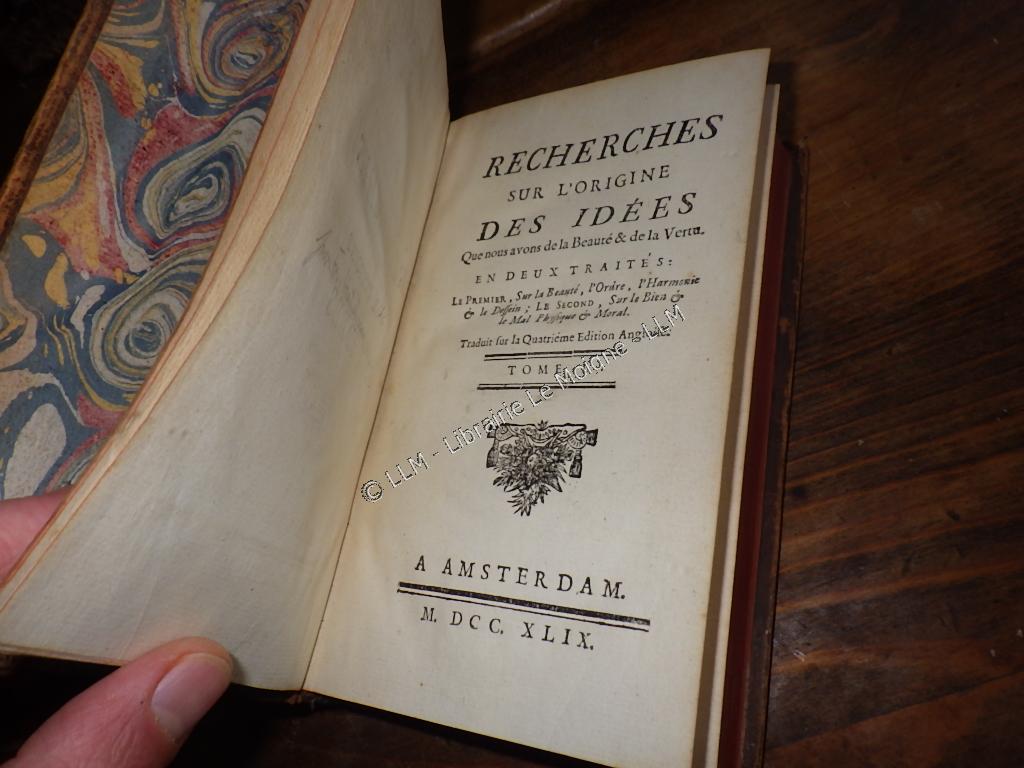 RECHERCHES
SUR L'ORIGINE
DES IDÉES
Que nous avons de la Beauté & de la Vertu.
EN DEUX TRAITÉS:
LE PREMIER, Sur la Beauté, l'Ordre, l'Harmonie
& le Dessein; LE SECOND, Sur le Bien &
le Mal Physique & Moral.
Traduit sur la Quatriéme Edition Angloise.
TOME
© LLM - Librairie Le Moigne - LLM
A AMSTERDAM.
M. DCC. XLIX.